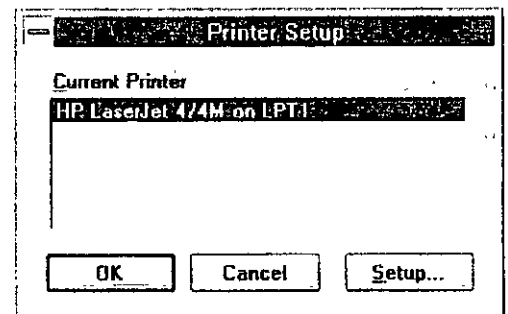 Printer Setup
Current Printer
HP LaserJet 4/4M on LPT1
OK Cancel Setup...